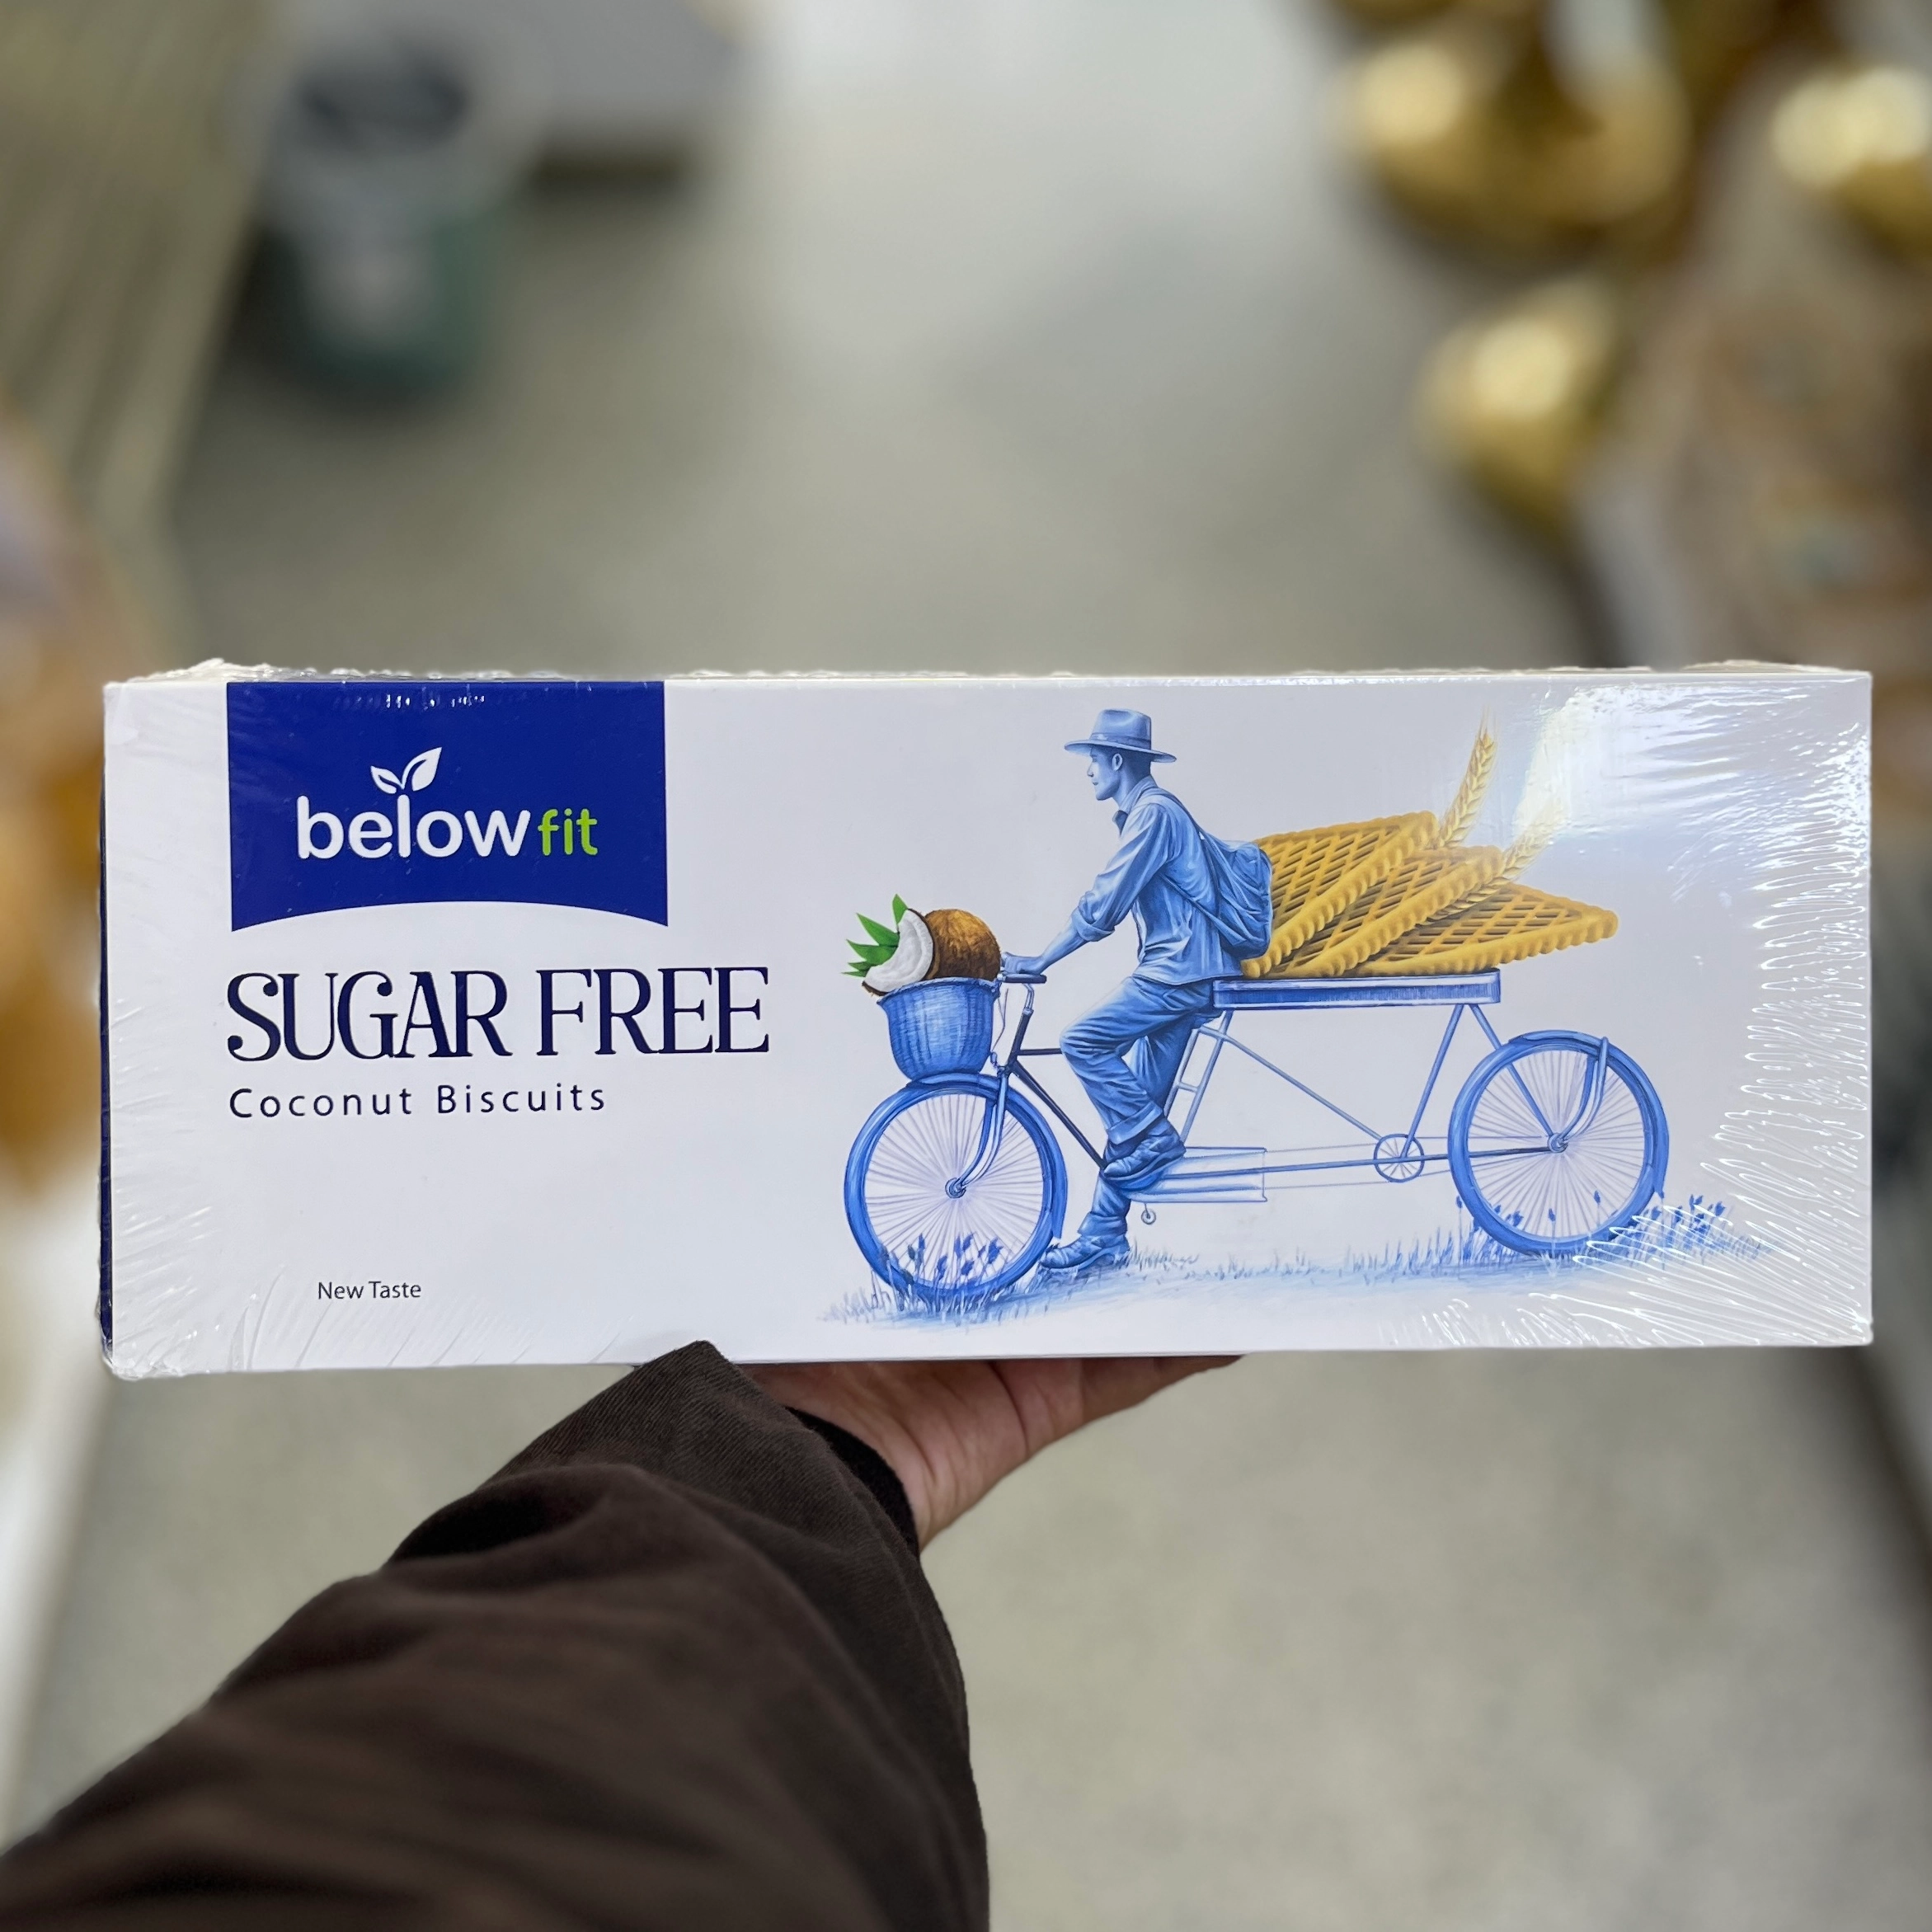 belowfit
SUGAR FREE
Coconut Biscuits
New Taste